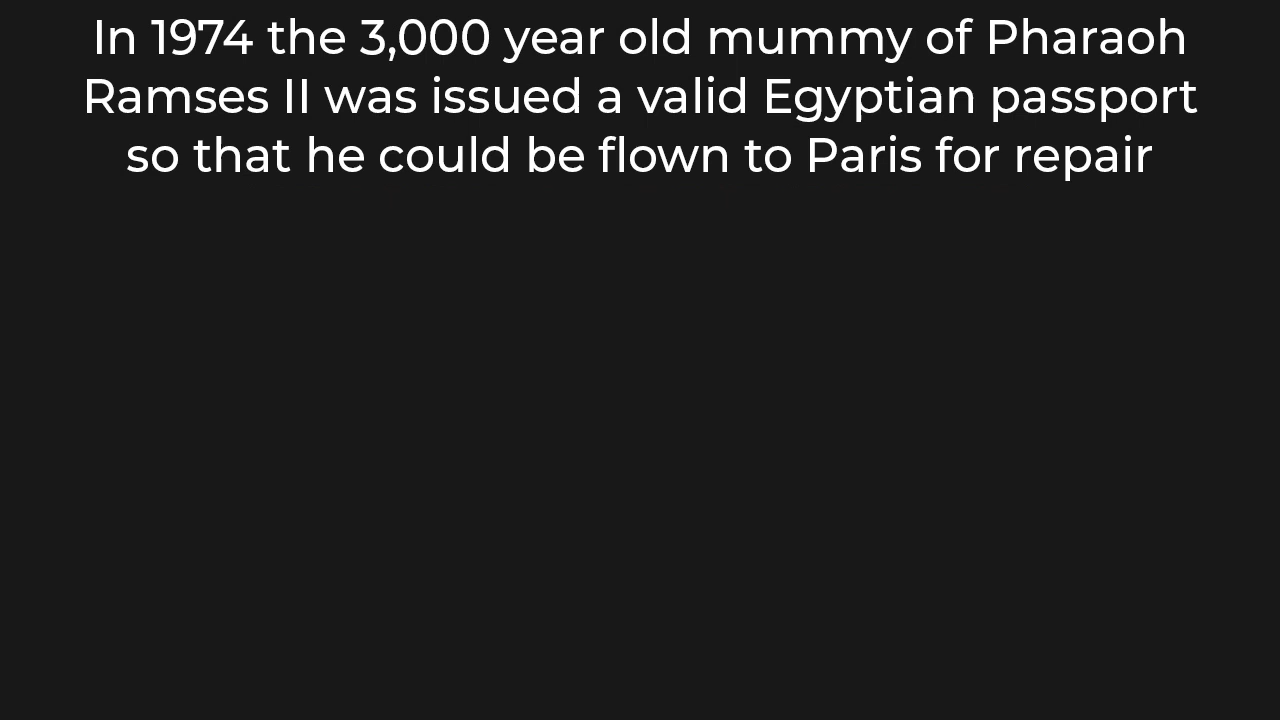 In 1974 the 3,000 year old mummy of Pharaoh
Ramses II was issued a valid Egyptian passport
so that he could be flown to Paris for repair